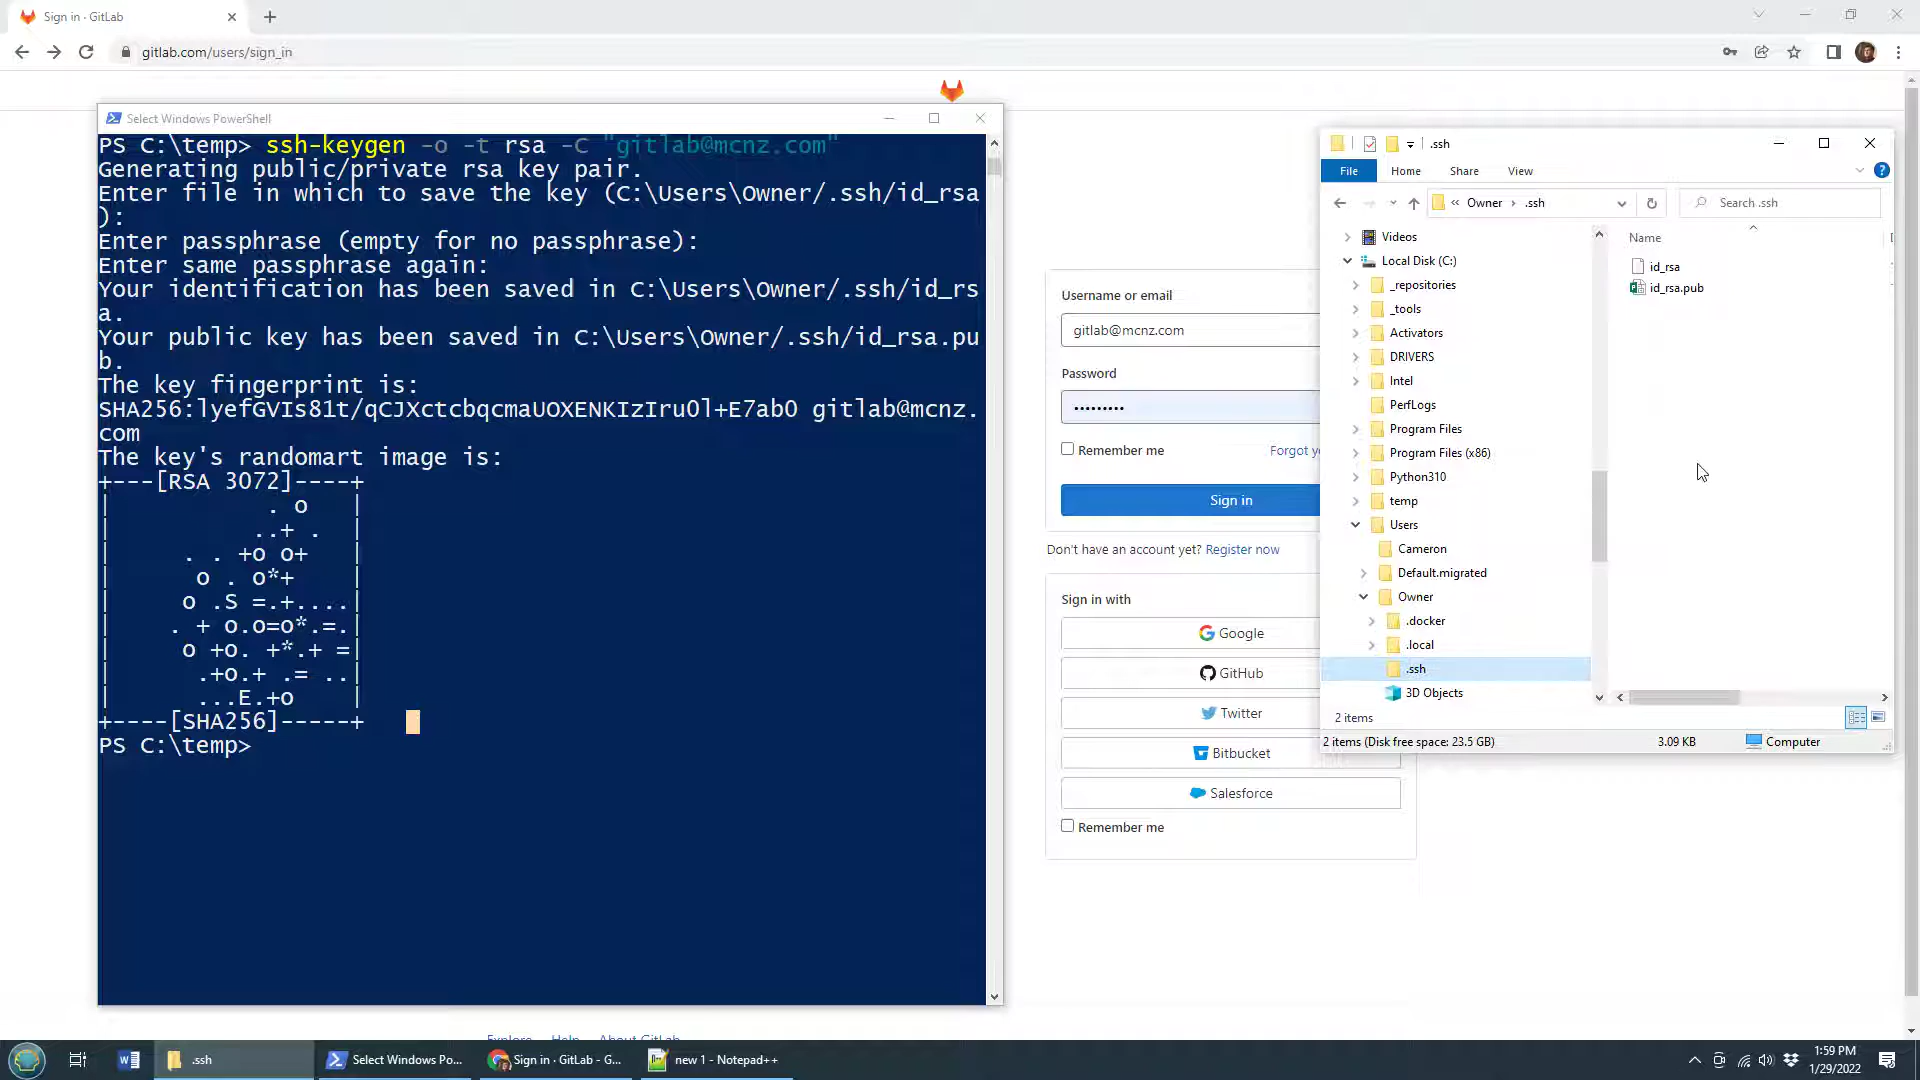 Sign in · GitLab
gitlab.com/users/sign_in
Select Windows PowerShell
PS C:\temp> ssh-keygen -o -t rsa -C "gitlab@mcnz.com"
Generating public/private rsa key pair.
Enter file in which to save the key (C:\Users\Owner/.ssh/id_rsa
):
Enter passphrase (empty for no passphrase):
Enter same passphrase again:
Your identification has been saved in C:\Users\Owner/.ssh/id_rs
a.
Your public key has been saved in C:\Users\Owner/.ssh/id_rsa.pu
b.
The key fingerprint is:
SHA256:lyefGVIs81t/qCJXctcbqcmaUOXENKIzIru0l+E7ab0 gitlab@mcnz.
com
The key's randomart image is:
+---[RSA 3072]----+
|           . o   |
|          ..+ .  |
|     . . +o o+   |
|      o . o*+    |
|     o .S =.+....|
|    . + o.o=o*.=.|
|     o +o. +*.+ =|
|      .+o.+ .= ..|
|      ...E.+o    |
+----[SHA256]-----+
PS C:\temp>
Username or email
gitlab@mcnz.com
Password
•••••••••
Remember me
Forgot y
Sign in
Don't have an account yet? Register now
Sign in with
Google
GitHub
Twitter
Bitbucket
Salesforce
Remember me
.ssh
File Home Share View
« Owner › .ssh
Search .ssh
Videos
Local Disk (C:)
_repositories
_tools
Activators
DRIVERS
Intel
PerfLogs
Program Files
Program Files (x86)
Python310
temp
Users
Cameron
Default.migrated
Owner
.docker
.local
.ssh
3D Objects
Name
id_rsa
id_rsa.pub
2 items
2 items (Disk free space: 23.5 GB) 3.09 KB Computer
Explore Help About GitLab
.ssh
Select Windows Po...
Sign in · GitLab - G...
new 1 - Notepad++
1:59 PM
1/29/2022